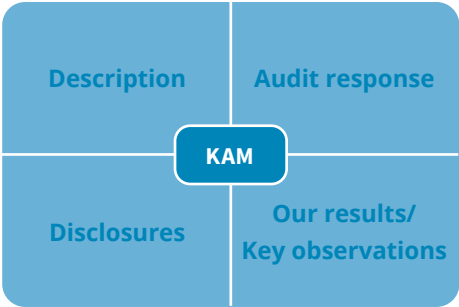 Description
Audit response
KAM
Disclosures
Our results/
Key observations